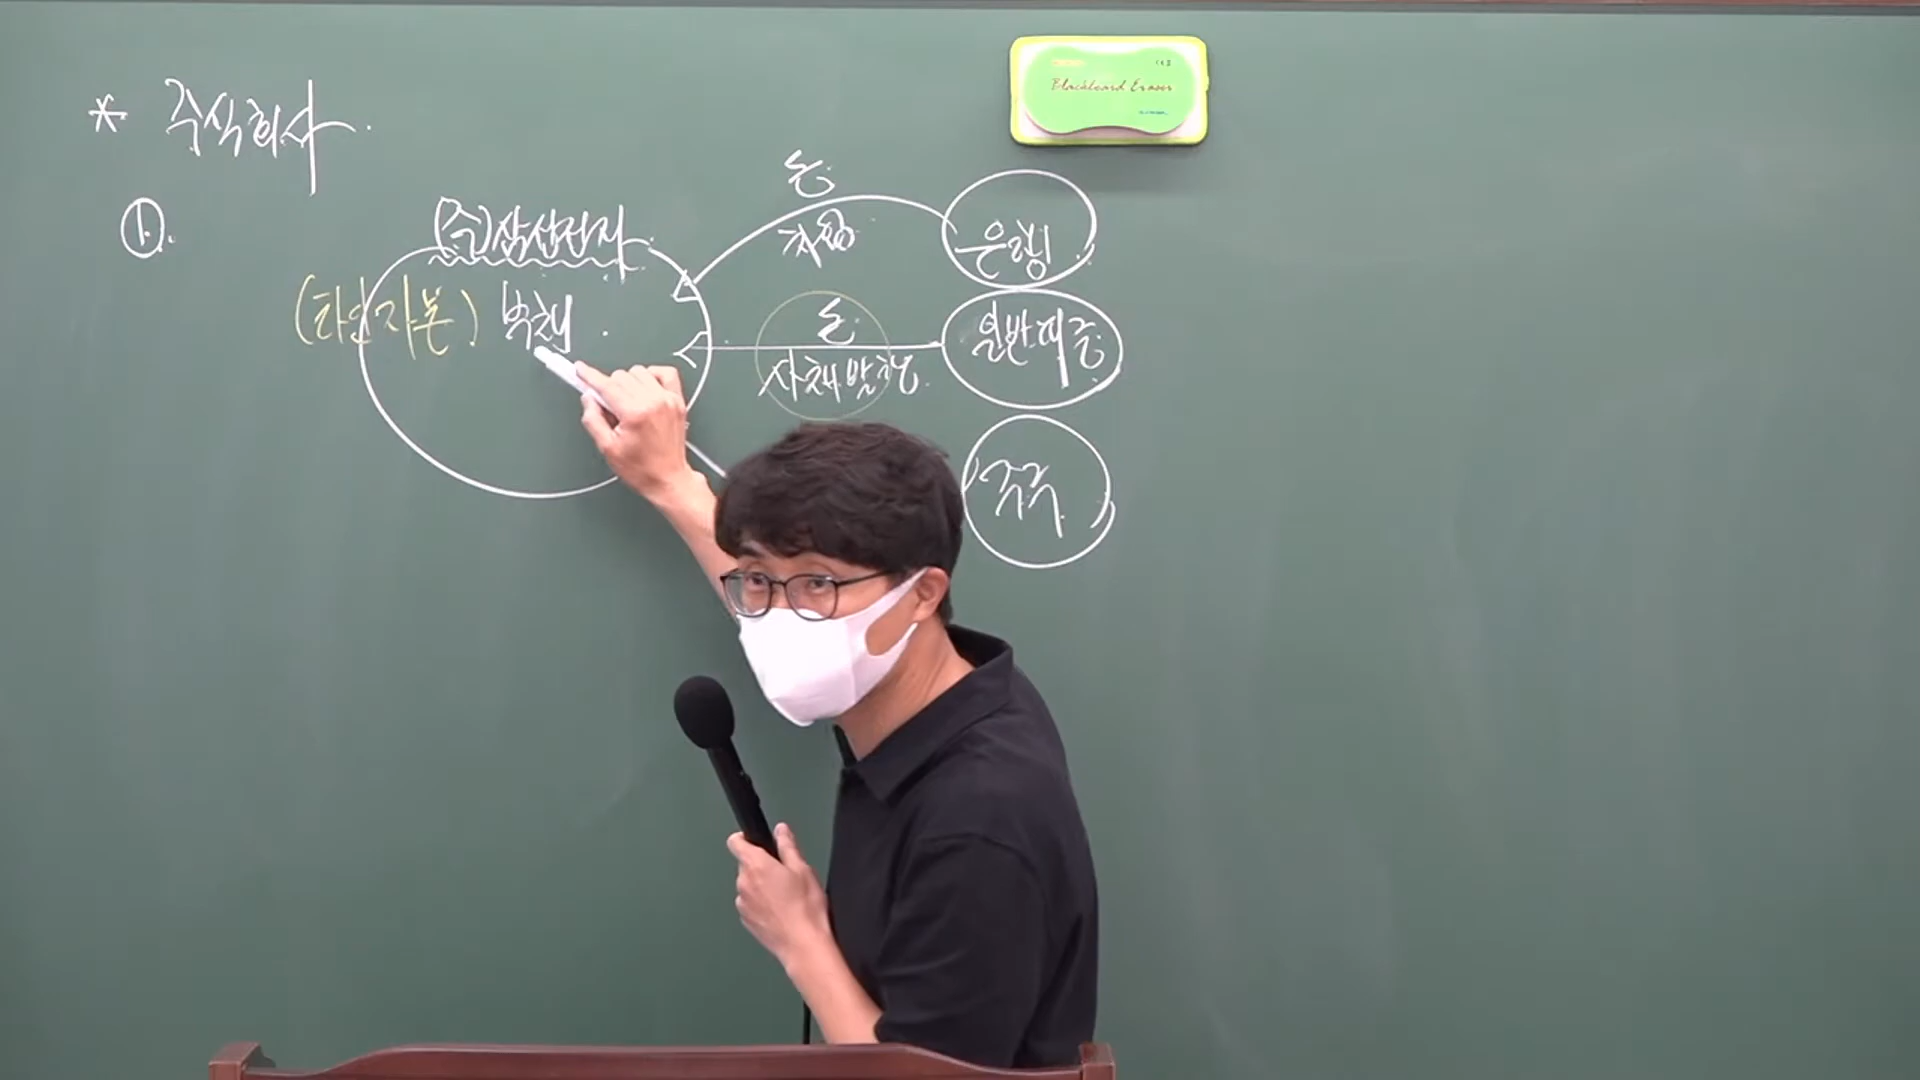 * 주식회사.
①.
(주)삼성전자
(타인자본) 부채.
돈
차입
은행
돈
사채발행.
일반대중
주주
Blackboard Eraser